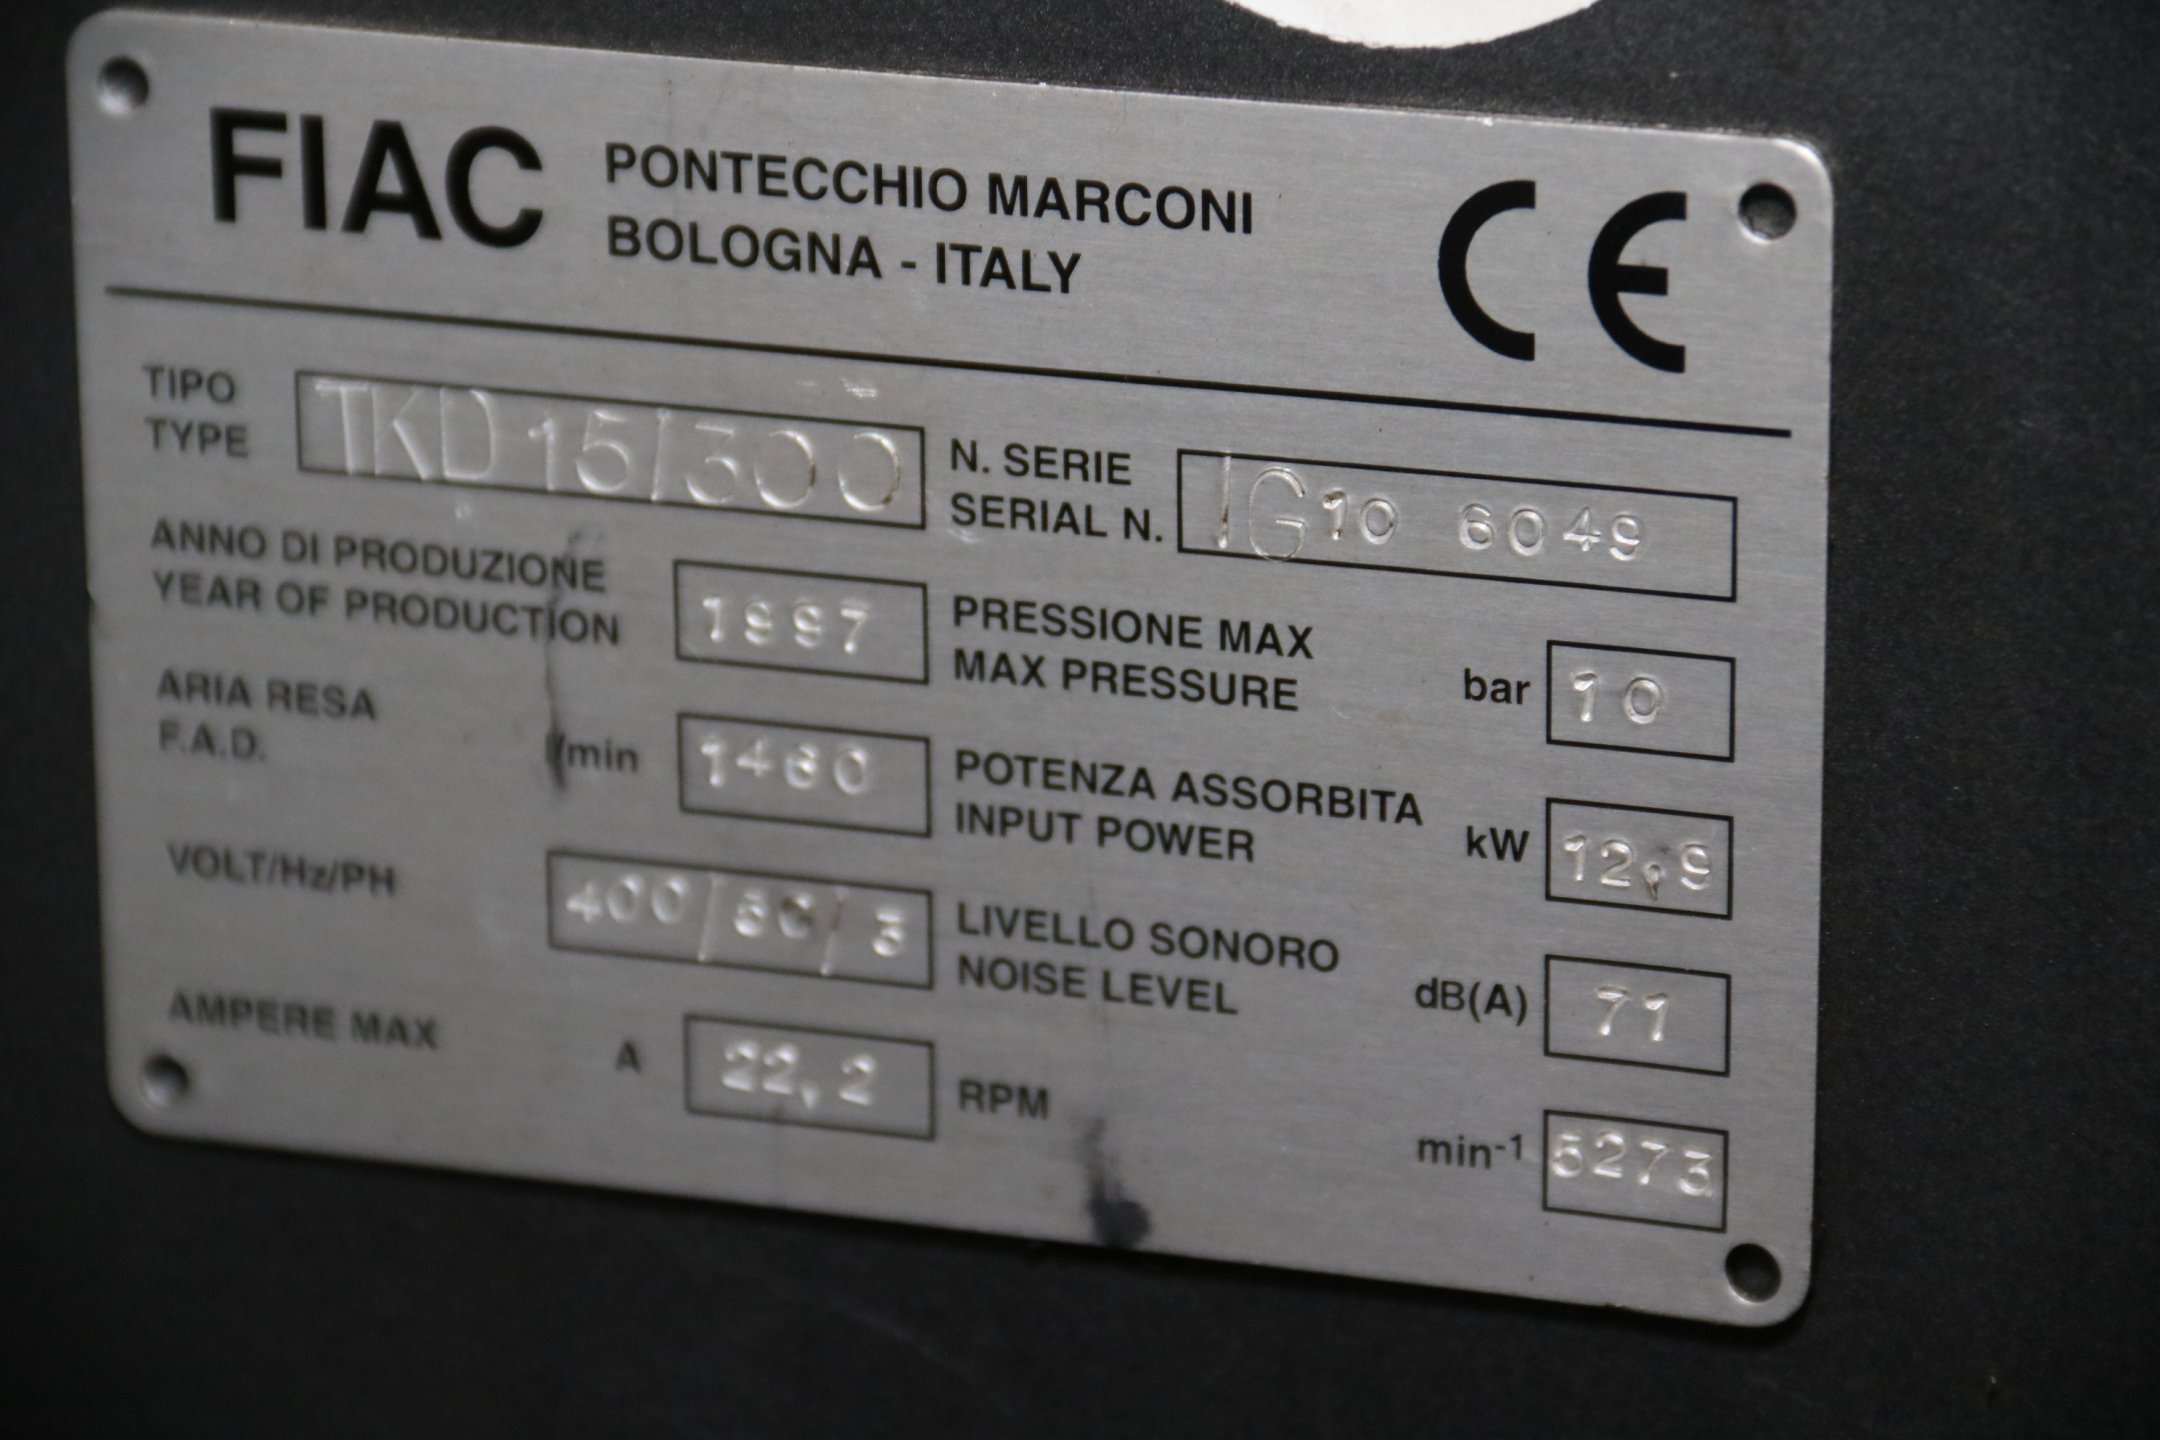 FIAC PONTECCHIO MARCONI
BOLOGNA - ITALY
CE
TIPO
TYPE
TKD 15/300
N. SERIE
SERIAL N.
IG10 6049
ANNO DI PRODUZIONE
YEAR OF PRODUCTION
1997
PRESSIONE MAX
MAX PRESSURE
bar 10
ARIA RESA
F.A.D.
l/min 1460
POTENZA ASSORBITA
INPUT POWER
kW 12,9
VOLT/Hz/PH
400/50/3
LIVELLO SONORO
NOISE LEVEL
dB(A) 71
AMPERE MAX
A 22,2
RPM
min-1 5273